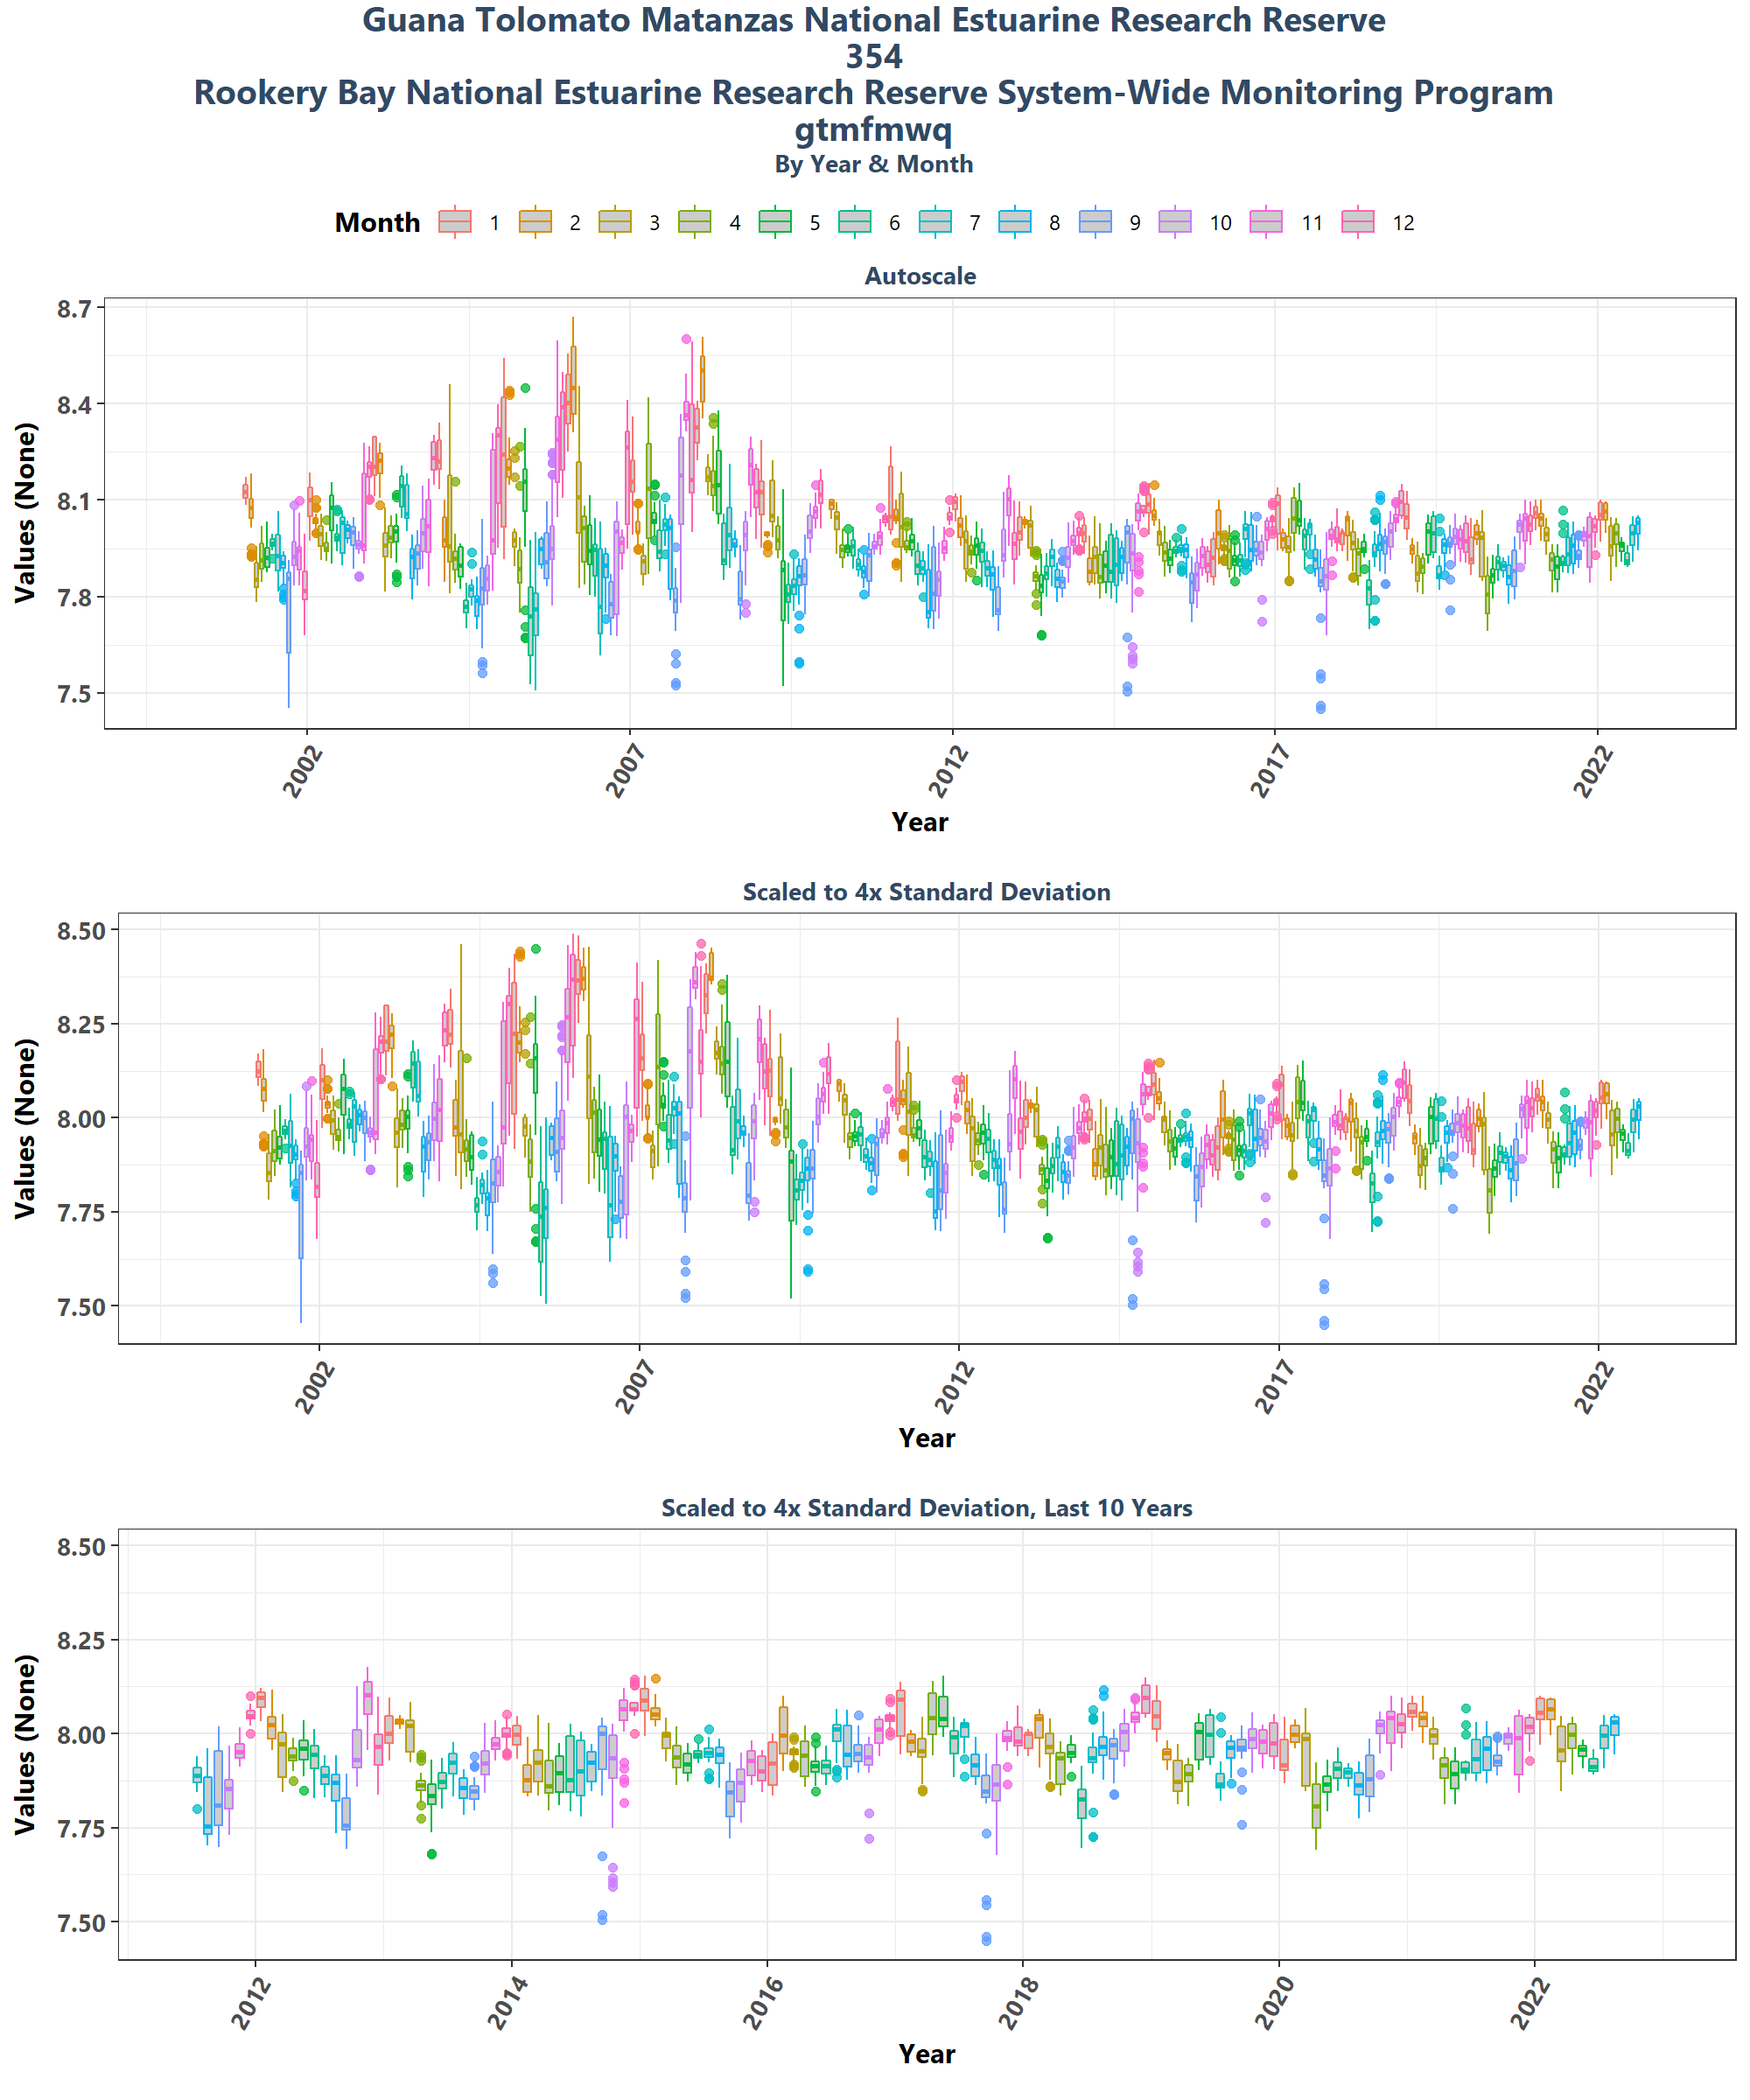 Guana Tolomato Matanzas National Estuarine Research Reserve
354
Rookery Bay National Estuarine Research Reserve System-Wide Monitoring Program
gtmfmwq
By Year & Month
Month 1 2 3 4 5 6 7 8 9 10 11 12
Autoscale
Values (None)
8.7
8.4
8.1
7.8
7.5
2002 2007 2012 2017 2022
Year
Scaled to 4x Standard Deviation
Values (None)
8.50
8.25
8.00
7.75
7.50
2002 2007 2012 2017 2022
Year
Scaled to 4x Standard Deviation, Last 10 Years
Values (None)
8.50
8.25
8.00
7.75
7.50
2012 2014 2016 2018 2020 2022
Year